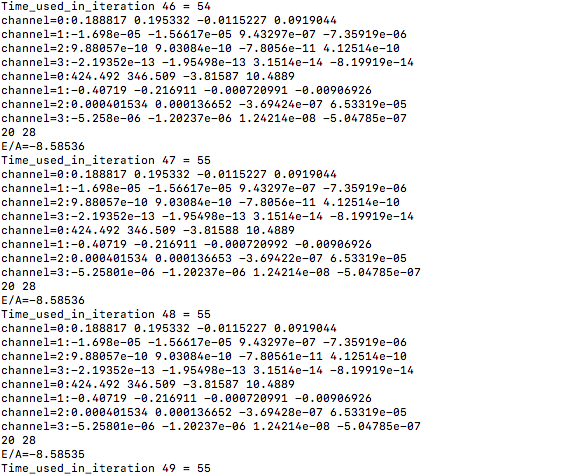 Time_used_in_iteration 46 = 54
channel=0:0.188817 0.195332 -0.0115227 0.0919044
channel=1:-1.698e-05 -1.56617e-05 9.43297e-07 -7.35919e-06
channel=2:9.88057e-10 9.03084e-10 -7.8056e-11 4.12514e-10
channel=3:-2.19352e-13 -1.95498e-13 3.1514e-14 -8.19919e-14
channel=0:424.492 346.509 -3.81587 10.4889
channel=1:-0.40719 -0.216911 -0.000720991 -0.00906926
channel=2:0.000401534 0.000136652 -3.69424e-07 6.53319e-05
channel=3:-5.258e-06 -1.20237e-06 1.24214e-08 -5.04785e-07
20 28
E/A=-8.58536
Time_used_in_iteration 47 = 55
channel=0:0.188817 0.195332 -0.0115227 0.0919044
channel=1:-1.698e-05 -1.56617e-05 9.43297e-07 -7.35919e-06
channel=2:9.88057e-10 9.03084e-10 -7.8056e-11 4.12514e-10
channel=3:-2.19352e-13 -1.95498e-13 3.1514e-14 -8.19919e-14
channel=0:424.492 346.509 -3.81588 10.4889
channel=1:-0.40719 -0.216911 -0.000720992 -0.00906926
channel=2:0.000401534 0.000136653 -3.69422e-07 6.53319e-05
channel=3:-5.25801e-06 -1.20237e-06 1.24214e-08 -5.04785e-07
20 28
E/A=-8.58536
Time_used_in_iteration 48 = 55
channel=0:0.188817 0.195332 -0.0115227 0.0919044
channel=1:-1.698e-05 -1.56617e-05 9.43297e-07 -7.35919e-06
channel=2:9.88057e-10 9.03084e-10 -7.80561e-11 4.12514e-10
channel=3:-2.19352e-13 -1.95498e-13 3.1514e-14 -8.19919e-14
channel=0:424.492 346.509 -3.81587 10.4889
channel=1:-0.40719 -0.216911 -0.000720991 -0.00906926
channel=2:0.000401534 0.000136652 -3.69428e-07 6.53319e-05
channel=3:-5.25801e-06 -1.20237e-06 1.24214e-08 -5.04785e-07
20 28
E/A=-8.58535
Time_used_in_iteration 49 = 55